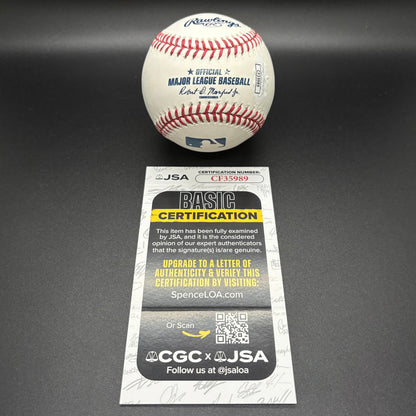 Rawlings
OFFICIAL
MAJOR LEAGUE BASEBALL
Robert D. Manfred Jr.
JSA
CERTIFICATION NUMBER:
CF35989
BASIC
CERTIFICATION
This item has been fully examined
by JSA, and it is the considered
opinion of our expert authenticators
that the signature(s) is/are genuine.
UPGRADE TO A LETTER OF
AUTHENTICITY & VERIFY THIS
CERTIFICATION BY VISITING:
SpenceLOA.com
Or Scan
CGC x JSA
Follow us at @jsaloa